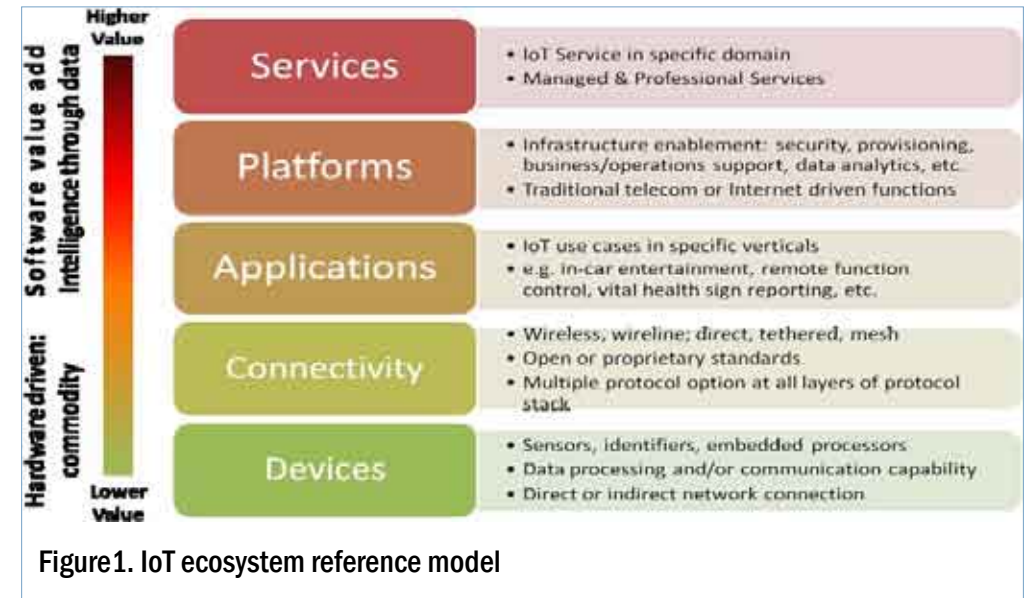 Higher
Value
Software value add
Intelligence through data
Hardware driven:
commodity
Lower
Value
Services
• IoT Service in specific domain
• Managed & Professional Services
Platforms
• Infrastructure enablement: security, provisioning,
business/operations support, data analytics, etc.
• Traditional telecom or Internet driven functions
Applications
• IoT use cases in specific verticals
• e.g. in-car entertainment, remote function
control, vital health sign reporting, etc.
Connectivity
• Wireless, wireline; direct, tethered, mesh
• Open or proprietary standards
• Multiple protocol option at all layers of protocol
stack
Devices
• Sensors, identifiers, embedded processors
• Data processing and/or communication capability
• Direct or indirect network connection
Figure1. IoT ecosystem reference model